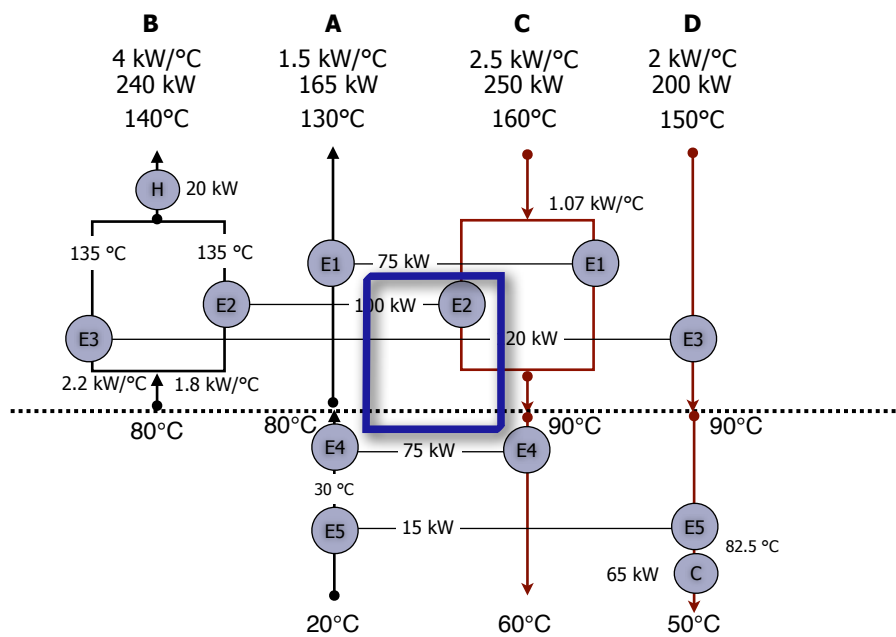 B A C D
4 kW/°C 1.5 kW/°C 2.5 kW/°C 2 kW/°C
240 kW 165 kW 250 kW 200 kW
140°C 130°C 160°C 150°C
H 20 kW
1.07 kW/°C
135 °C 135 °C
E1 75 kW E1
E2 100 kW E2
E3 20 kW E3
2.2 kW/°C 1.8 kW/°C
80°C 80°C 90°C 90°C
E4 75 kW E4
30 °C
E5 15 kW E5
82.5 °C
65 kW C
20°C 60°C 50°C